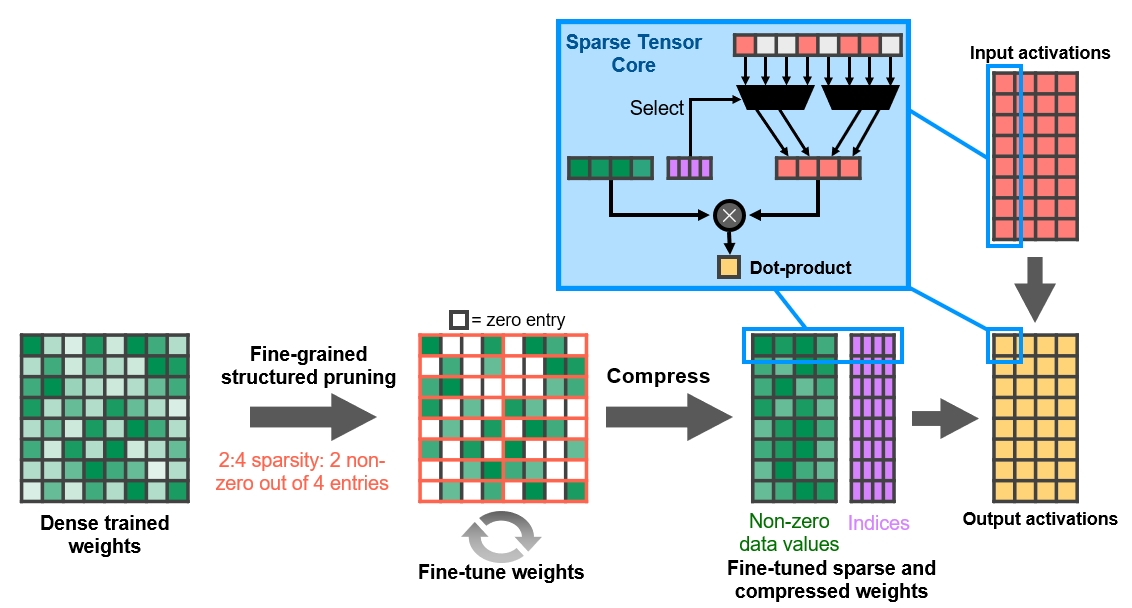 Sparse Tensor
Core
Input activations
Select
Dot-product
= zero entry
Fine-grained
structured pruning
Compress
2:4 sparsity: 2 non-
zero out of 4 entries
Dense trained
weights
Fine-tune weights
Non-zero
data values
Indices
Fine-tuned sparse and
compressed weights
Output activations